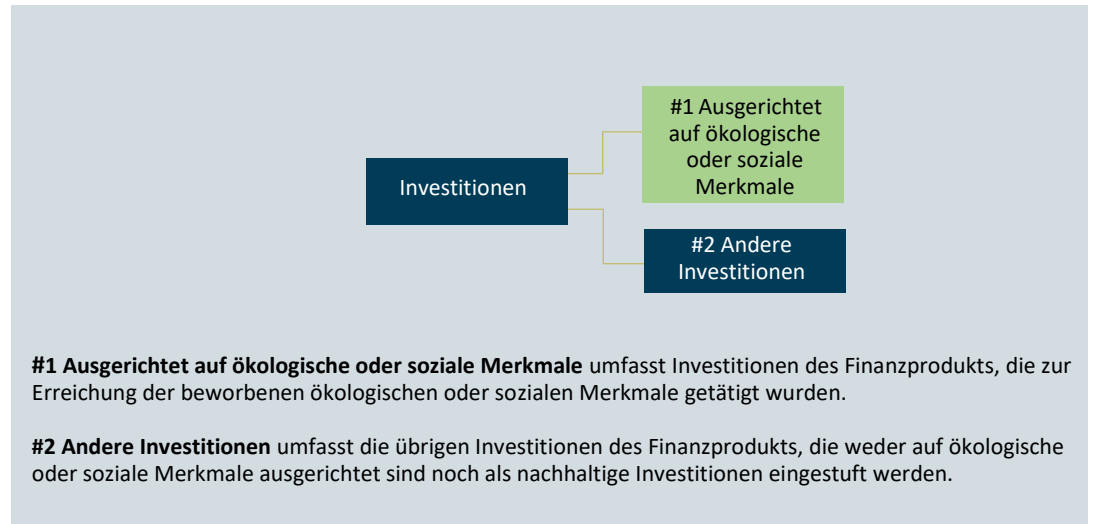 #1 Ausgerichtet
auf ökologische
oder soziale
Merkmale
Investitionen
#2 Andere
Investitionen
#1 Ausgerichtet auf ökologische oder soziale Merkmale umfasst Investitionen des Finanzprodukts, die zur
Erreichung der beworbenen ökologischen oder sozialen Merkmale getätigt wurden.
#2 Andere Investitionen umfasst die übrigen Investitionen des Finanzprodukts, die weder auf ökologische
oder soziale Merkmale ausgerichtet sind noch als nachhaltige Investitionen eingestuft werden.